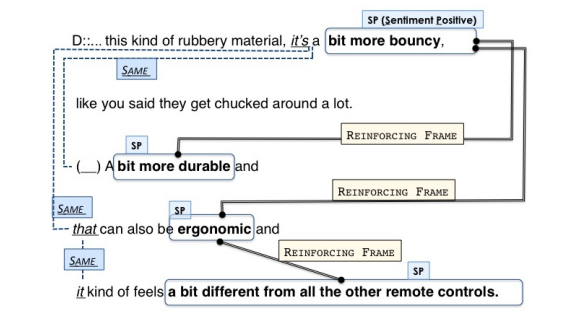 SP (Sentiment Positive)
D::... this kind of rubbery material, it's a bit more bouncy,
SAME
like you said they get chucked around a lot.
REINFORCING FRAME
SP
(__) A bit more durable and
REINFORCING FRAME
SAME
SP
that can also be ergonomic and
REINFORCING FRAME
SAME
SP
it kind of feels a bit different from all the other remote controls.